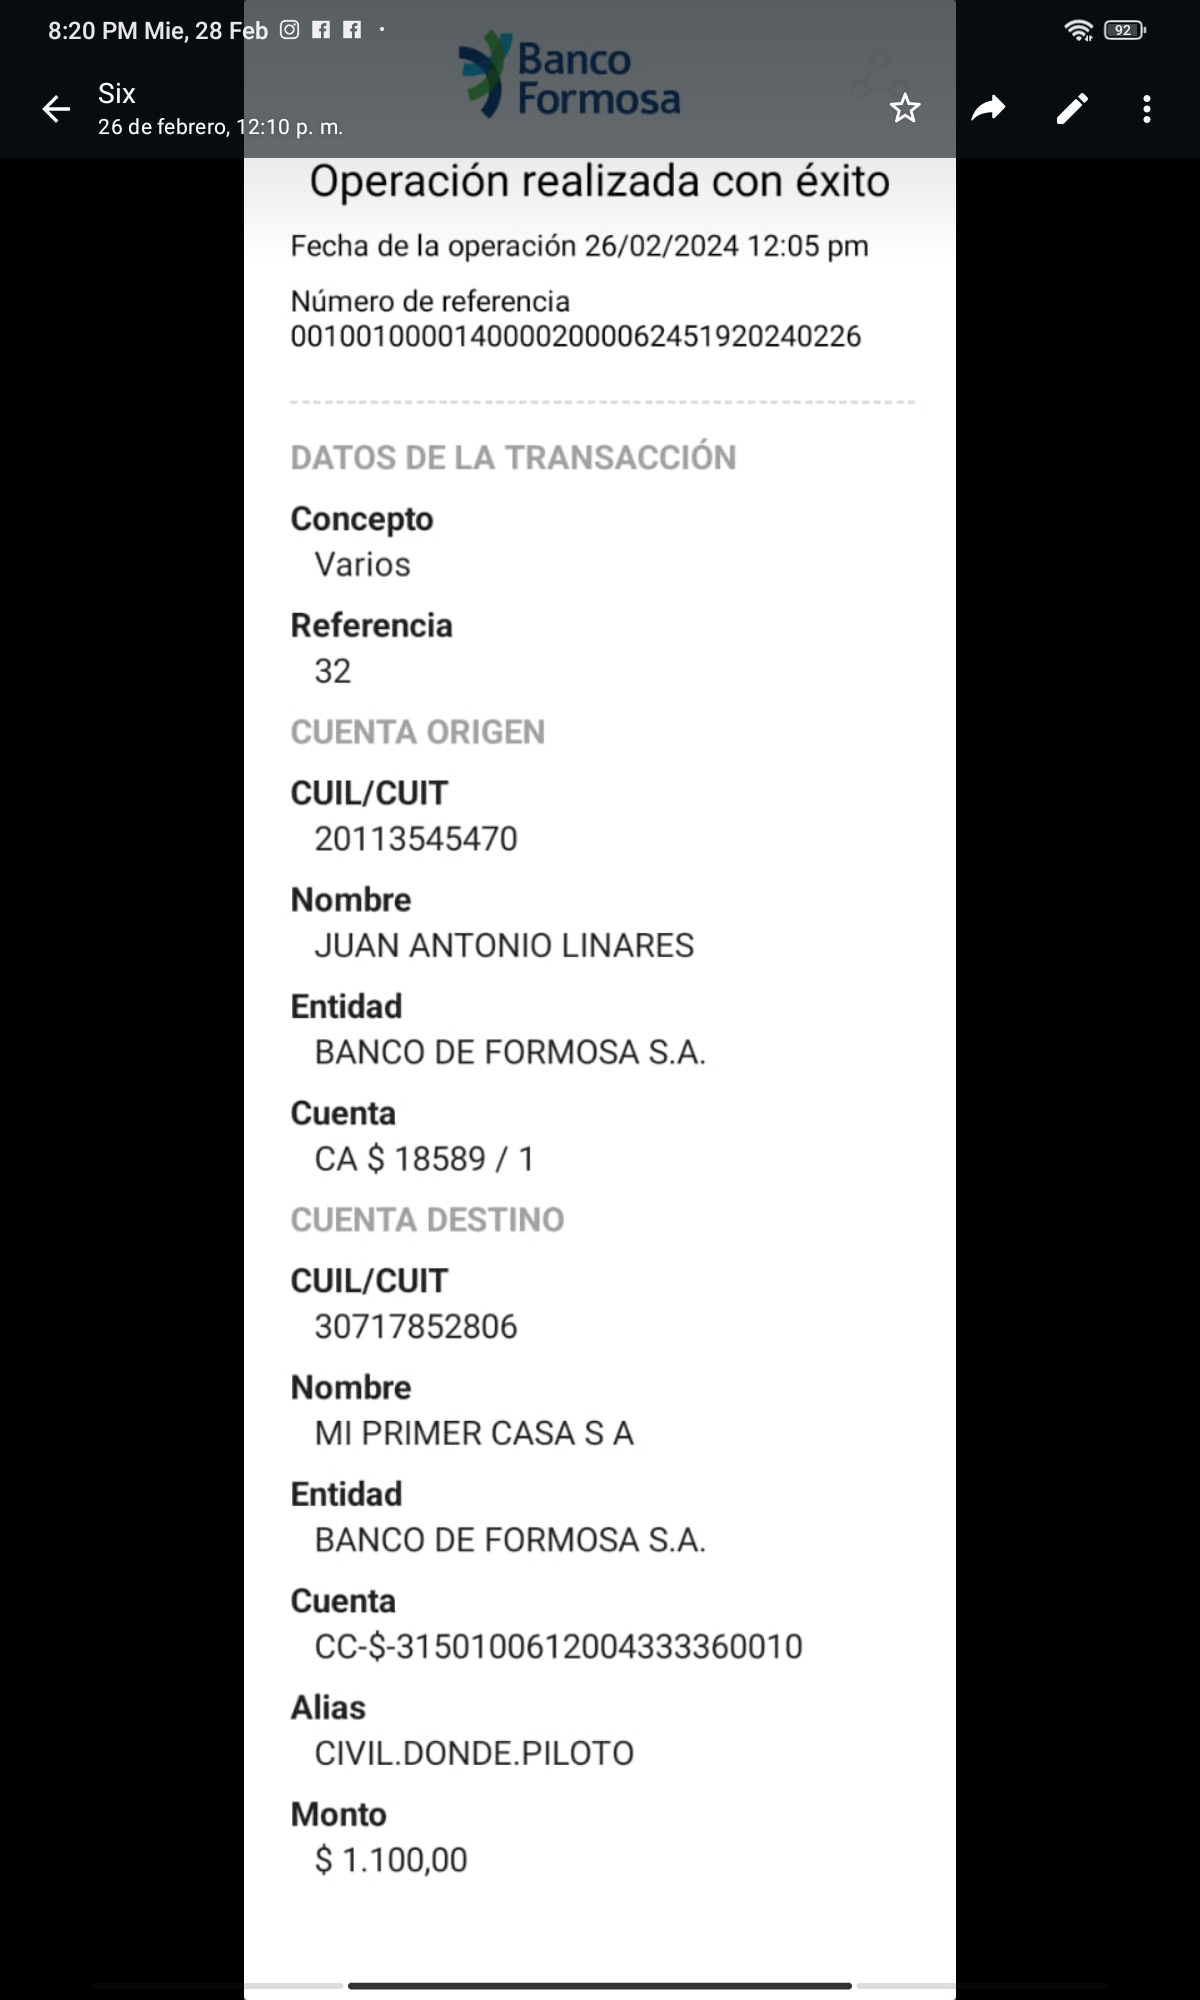 8:20 PM Mie, 28 Feb
92
Six
26 de febrero, 12:10 p. m.
Banco
Formosa
Operación realizada con éxito
Fecha de la operación 26/02/2024 12:05 pm
Número de referencia
0010010000140000200006245192024​0226
DATOS DE LA TRANSACCIÓN
Concepto
Varios
Referencia
32
CUENTA ORIGEN
CUIL/CUIT
20113545470
Nombre
JUAN ANTONIO LINARES
Entidad
BANCO DE FORMOSA S.A.
Cuenta
CA $ 18589 / 1
CUENTA DESTINO
CUIL/CUIT
30717852806
Nombre
MI PRIMER CASA S A
Entidad
BANCO DE FORMOSA S.A.
Cuenta
CC-$-3150100612004333360010
Alias
CIVIL.DONDE.PILOTO
Monto
$ 1.100,00